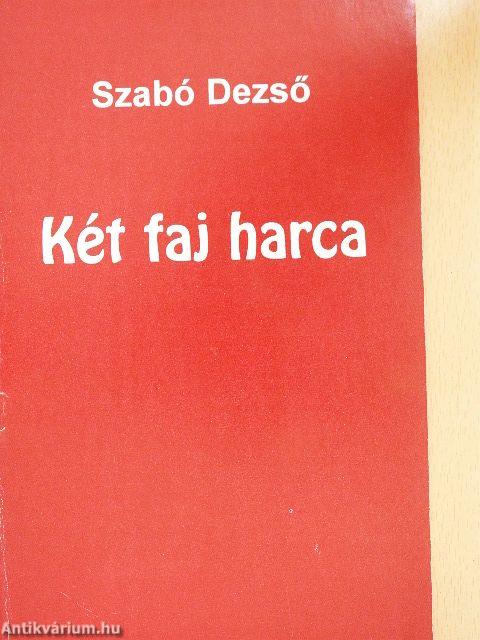 Szabó Dezső
Két faj harca
Antikvárium.hu